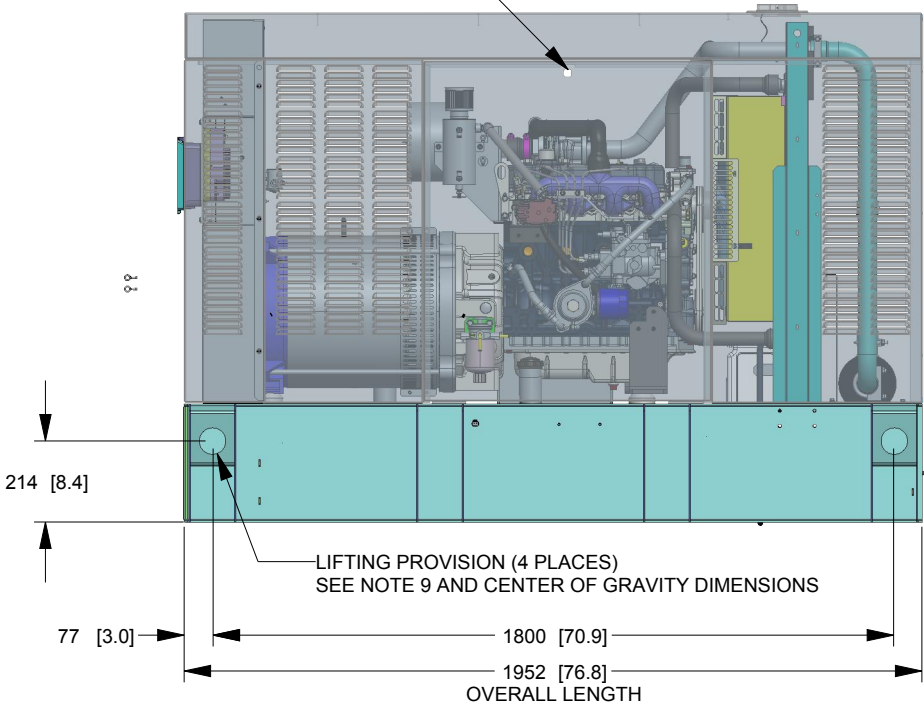 214 [8.4]
LIFTING PROVISION (4 PLACES)
SEE NOTE 9 AND CENTER OF GRAVITY DIMENSIONS
77 [3.0]
1800 [70.9]
1952 [76.8]
OVERALL LENGTH